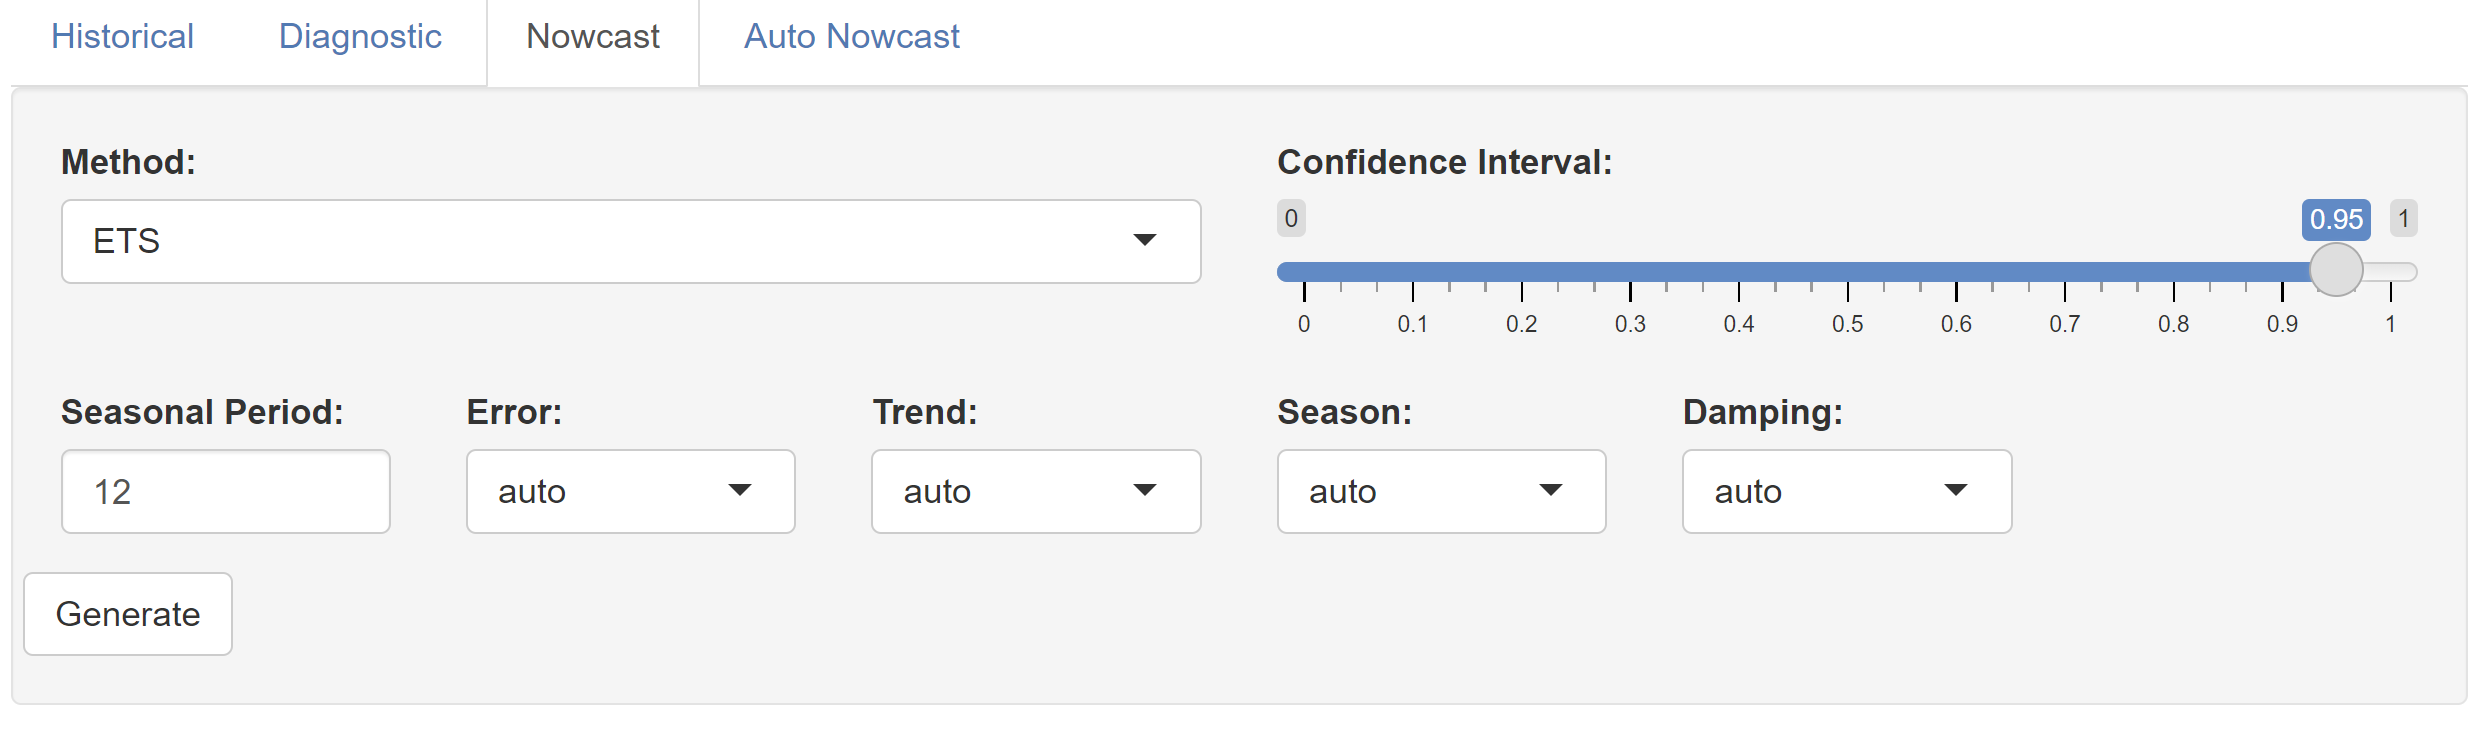 Historical Diagnostic Nowcast Auto Nowcast
Method: Confidence Interval:
ETS
0 0.95 1
0 0.1 0.2 0.3 0.4 0.5 0.6 0.7 0.8 0.9 1
Seasonal Period: Error: Trend: Season: Damping:
12 auto auto auto auto
Generate